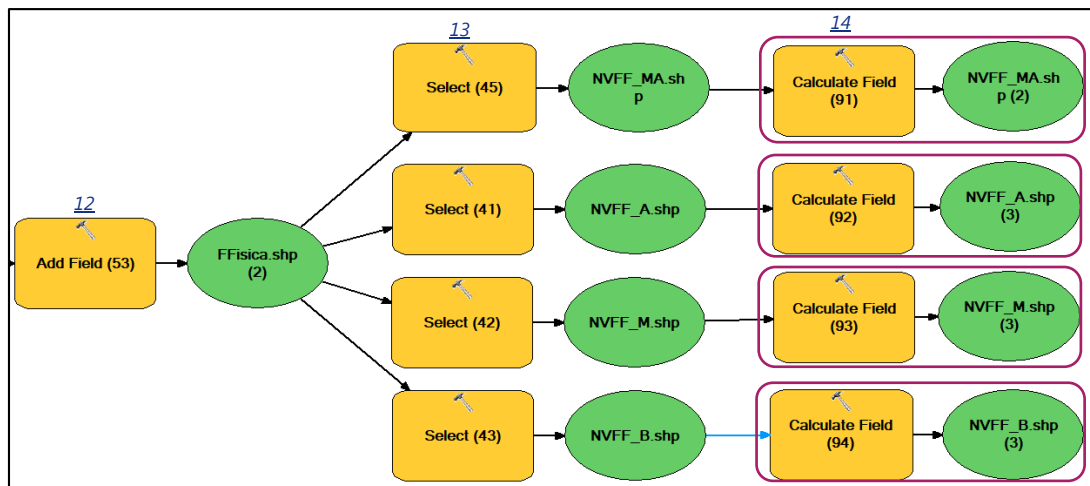 13
14
Select (45)
NVFF_MA.sh
p
Calculate Field
(91)
NVFF_MA.sh
p (2)
12
Add Field (53)
FFisica.shp
(2)
Select (41)
NVFF_A.shp
Calculate Field
(92)
NVFF_A.shp
(3)
Select (42)
NVFF_M.shp
Calculate Field
(93)
NVFF_M.shp
(3)
Select (43)
NVFF_B.shp
Calculate Field
(94)
NVFF_B.shp
(3)